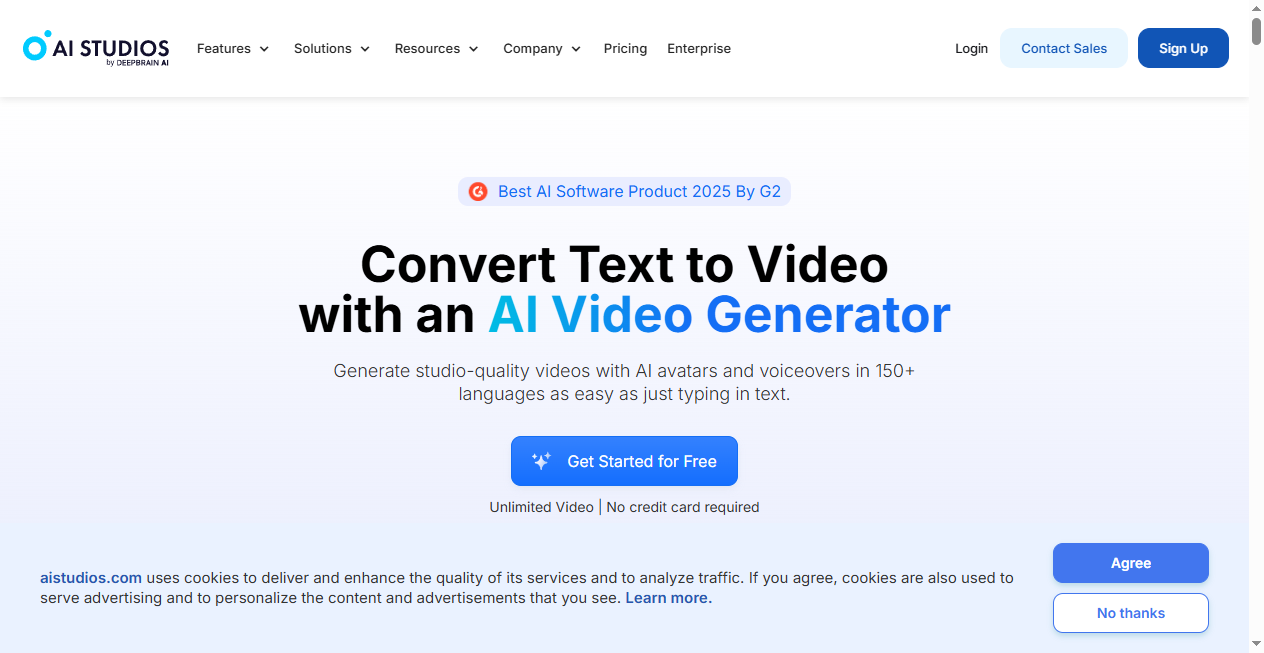 AI STUDIOS
by DEEPBRAIN AI
Features
Solutions
Resources
Company
Pricing
Enterprise
Login
Contact Sales
Sign Up
Best AI Software Product 2025 By G2
Convert Text to Video
with an AI Video Generator
Generate studio-quality videos with AI avatars and voiceovers in 150+
languages as easy as just typing in text.
Get Started for Free
Unlimited Video | No credit card required
aistudios.com uses cookies to deliver and enhance the quality of its services and to analyze traffic. If you agree, cookies are also used to
serve advertising and to personalize the content and advertisements that you see. Learn more.
Agree
No thanks